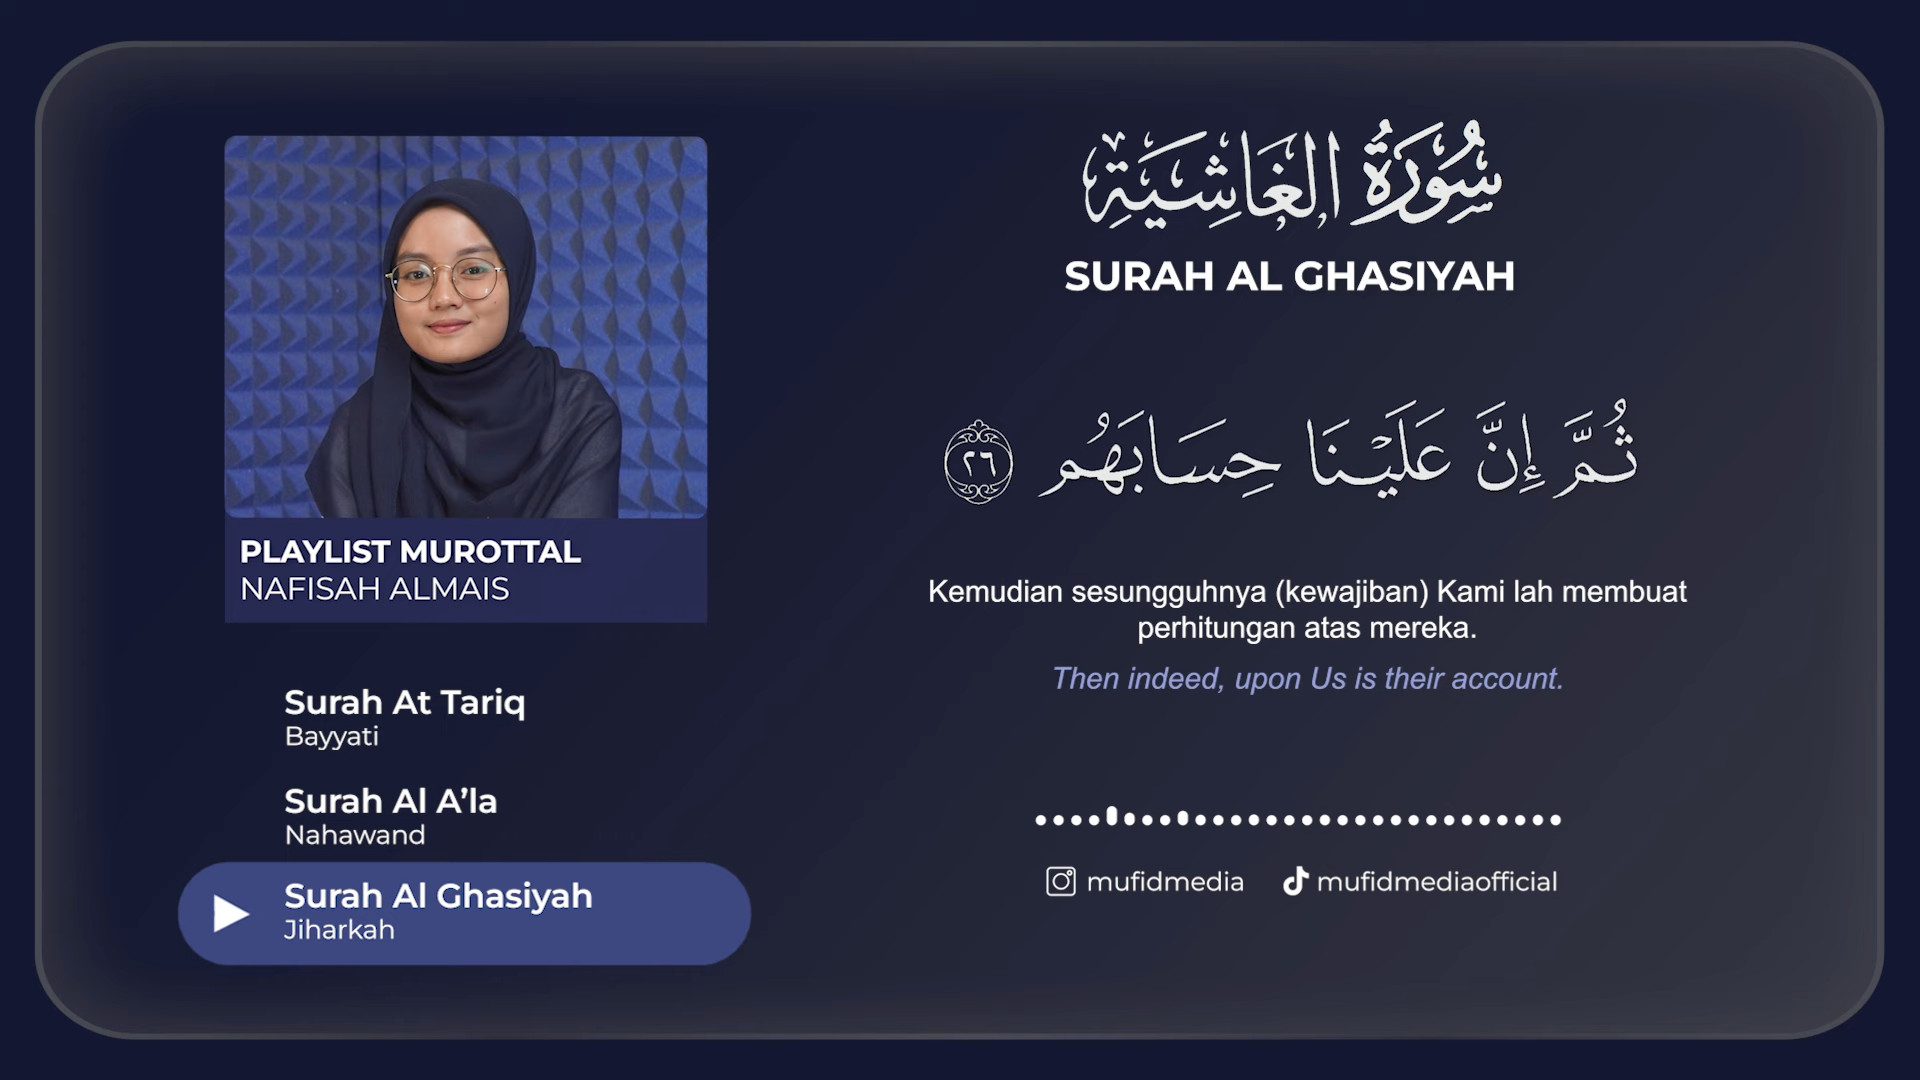 PLAYLIST MUROTTAL
NAFISAH ALMAIS
Surah At Tariq
Bayyati
Surah Al A’la
Nahawand
Surah Al Ghasiyah
Jiharkah
سُورَةُ الْغَاشِيَةِ
SURAH AL GHASIYAH
ثُمَّ إِنَّ عَلَيْنَا حِسَابَهُم ٢٦
Kemudian sesungguhnya (kewajiban) Kami lah membuat
perhitungan atas mereka.
Then indeed, upon Us is their account.
mufidmedia mufidmediaofficial